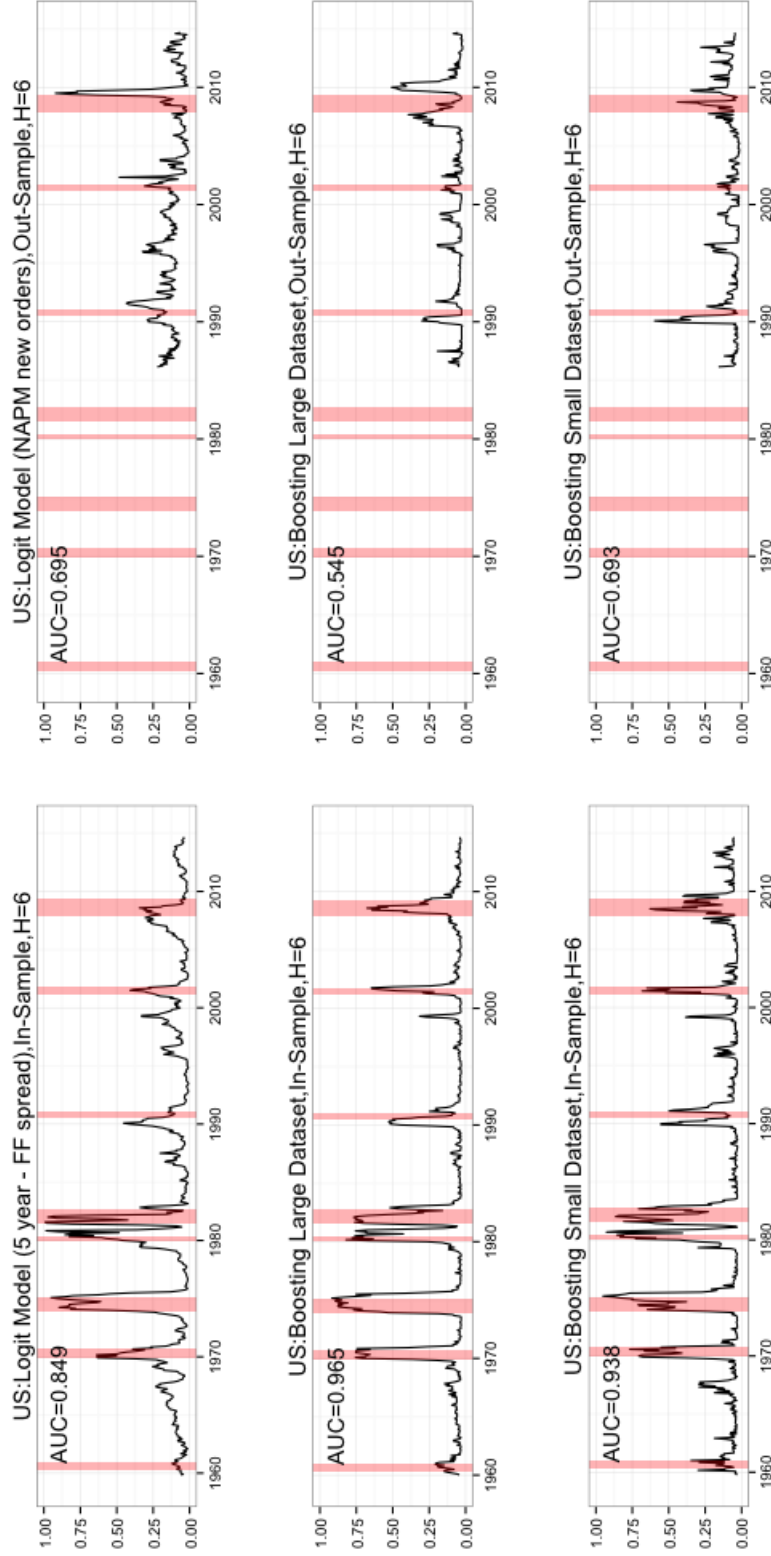 US:Logit Model (5 year - FF spread),In-Sample,H=6
AUC=0.849
1.00
0.75
0.50
0.25
0.00
1960 1970 1980 1990 2000 2010
US:Logit Model (NAPM new orders),Out-Sample,H=6
AUC=0.695
1.00
0.75
0.50
0.25
0.00
1960 1970 1980 1990 2000 2010
US:Boosting Large Dataset,In-Sample,H=6
AUC=0.965
1.00
0.75
0.50
0.25
0.00
1960 1970 1980 1990 2000 2010
US:Boosting Large Dataset,Out-Sample,H=6
AUC=0.545
1.00
0.75
0.50
0.25
0.00
1960 1970 1980 1990 2000 2010
US:Boosting Small Dataset,In-Sample,H=6
AUC=0.938
1.00
0.75
0.50
0.25
0.00
1960 1970 1980 1990 2000 2010
US:Boosting Small Dataset,Out-Sample,H=6
AUC=0.693
1.00
0.75
0.50
0.25
0.00
1960 1970 1980 1990 2000 2010